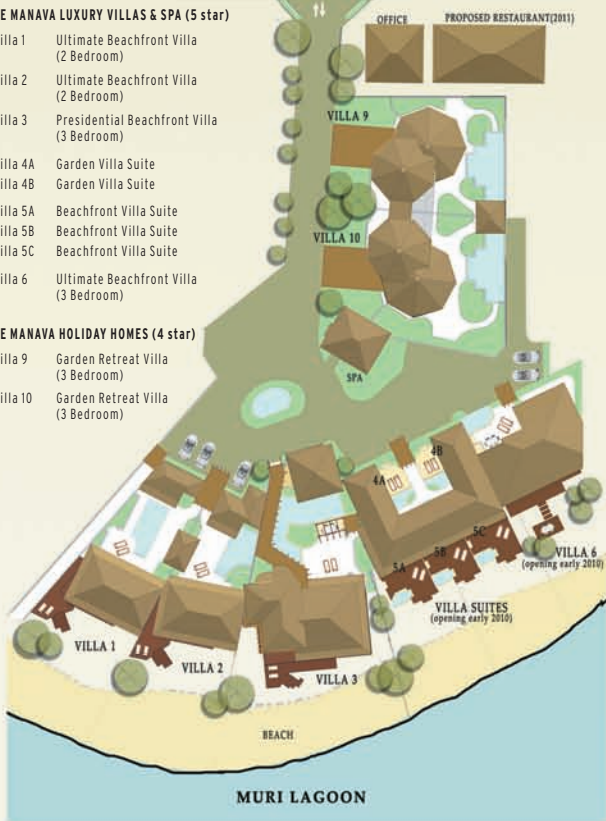 E MANAVA LUXURY VILLAS & SPA (5 star)
illa 1 Ultimate Beachfront Villa
(2 Bedroom)
illa 2 Ultimate Beachfront Villa
(2 Bedroom)
illa 3 Presidential Beachfront Villa
(3 Bedroom)
illa 4A Garden Villa Suite
illa 4B Garden Villa Suite
illa 5A Beachfront Villa Suite
illa 5B Beachfront Villa Suite
illa 5C Beachfront Villa Suite
illa 6 Ultimate Beachfront Villa
(3 Bedroom)
E MANAVA HOLIDAY HOMES (4 star)
illa 9 Garden Retreat Villa
(3 Bedroom)
illa 10 Garden Retreat Villa
(3 Bedroom)
OFFICE
PROPOSED RESTAURANT(2011)
VILLA 9
VILLA 10
SPA
4A
4B
5A
5B
5C
VILLA 6
(opening early 2010)
VILLA SUITES
(opening early 2010)
VILLA 1
VILLA 2
VILLA 3
BEACH
MURI LAGOON